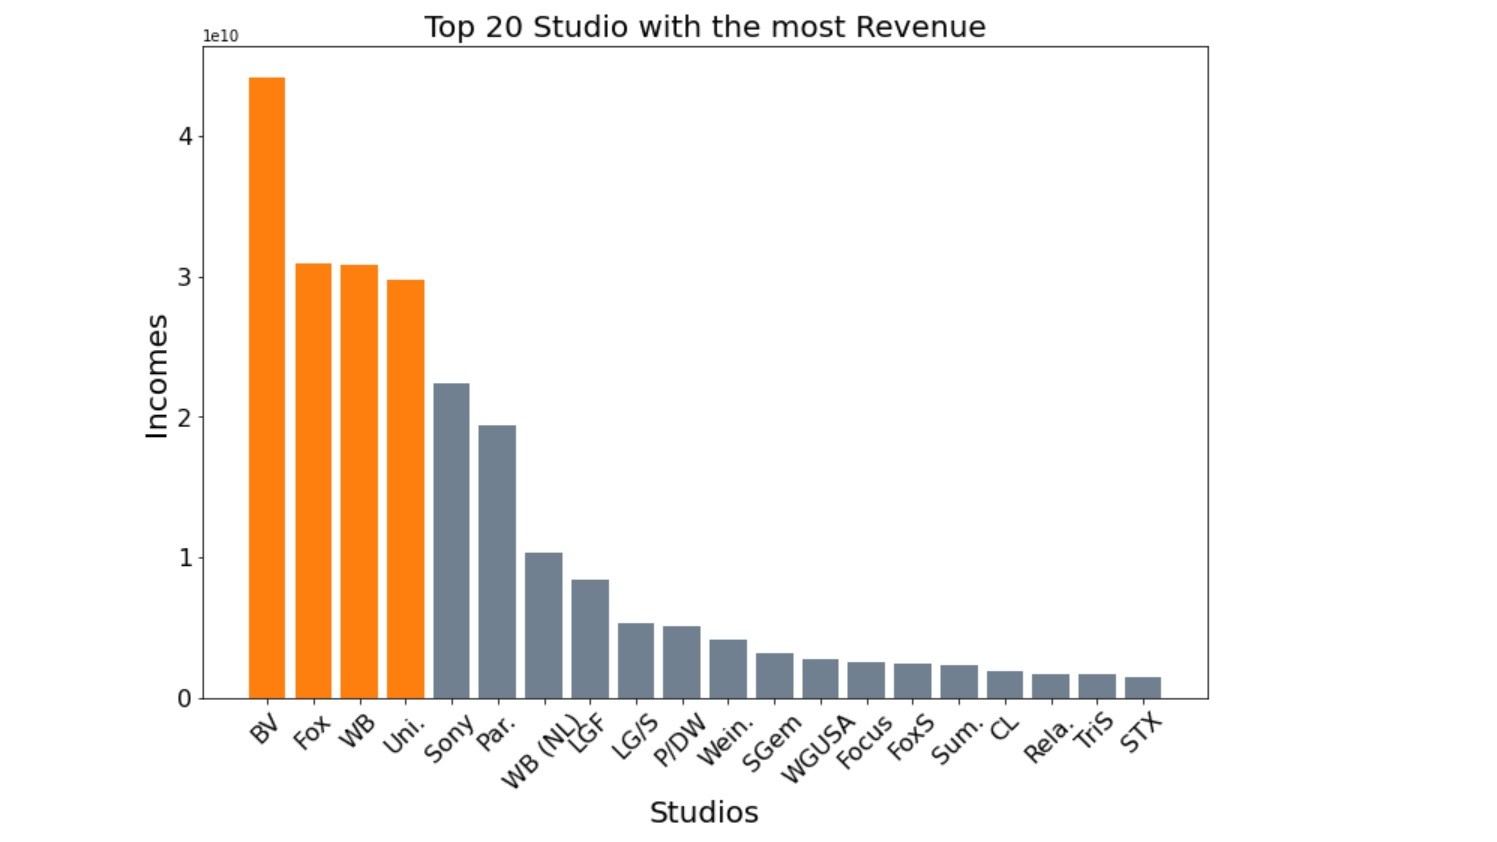 Top 20 Studio with the most Revenue
1e10
4
3
2
1
0
Incomes
BV
Fox
WB
Uni.
Sony
Par.
WB (NL)
LGF
LG/S
P/DW
Wein.
SGem
WGUSA
Focus
FoxS
Sum.
CL
Rela.
TriS
STX
Studios